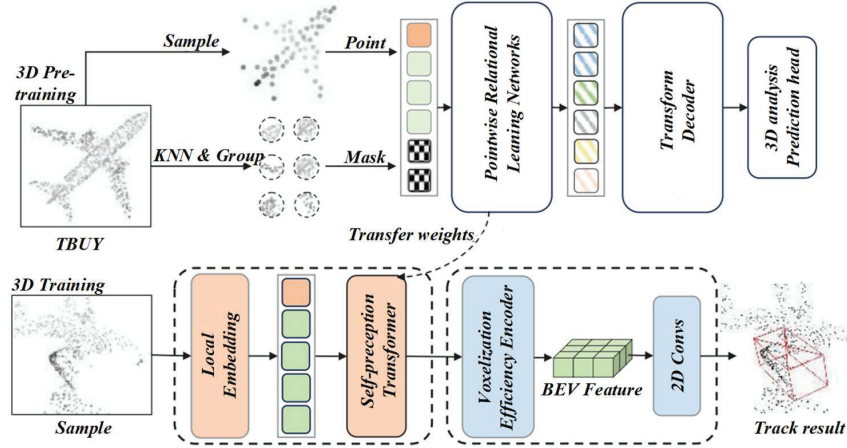 Sample
Point
3D Pre-
training
Pointwise Relational
Leaning Networks
Transform
Decoder
3D analysis
Prediction head
KNN & Group
Mask
TBUY
Transfer weights
3D Training
Local
Embedding
Self-preception
Transformer
Voxelization
Efficiency Encoder
BEV Feature
2D Convs
Sample
Track result